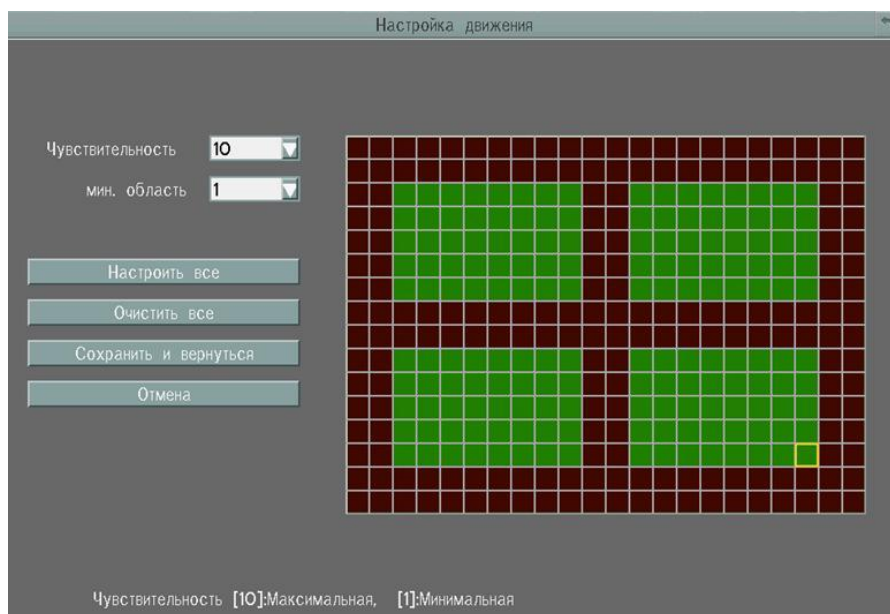 Настройка движения
Чувствительность 10
мин. область 1
Настроить все
Очистить все
Сохранить и вернуться
Отмена
Чувствительность [10]:Максимальная, [1]:Минимальная